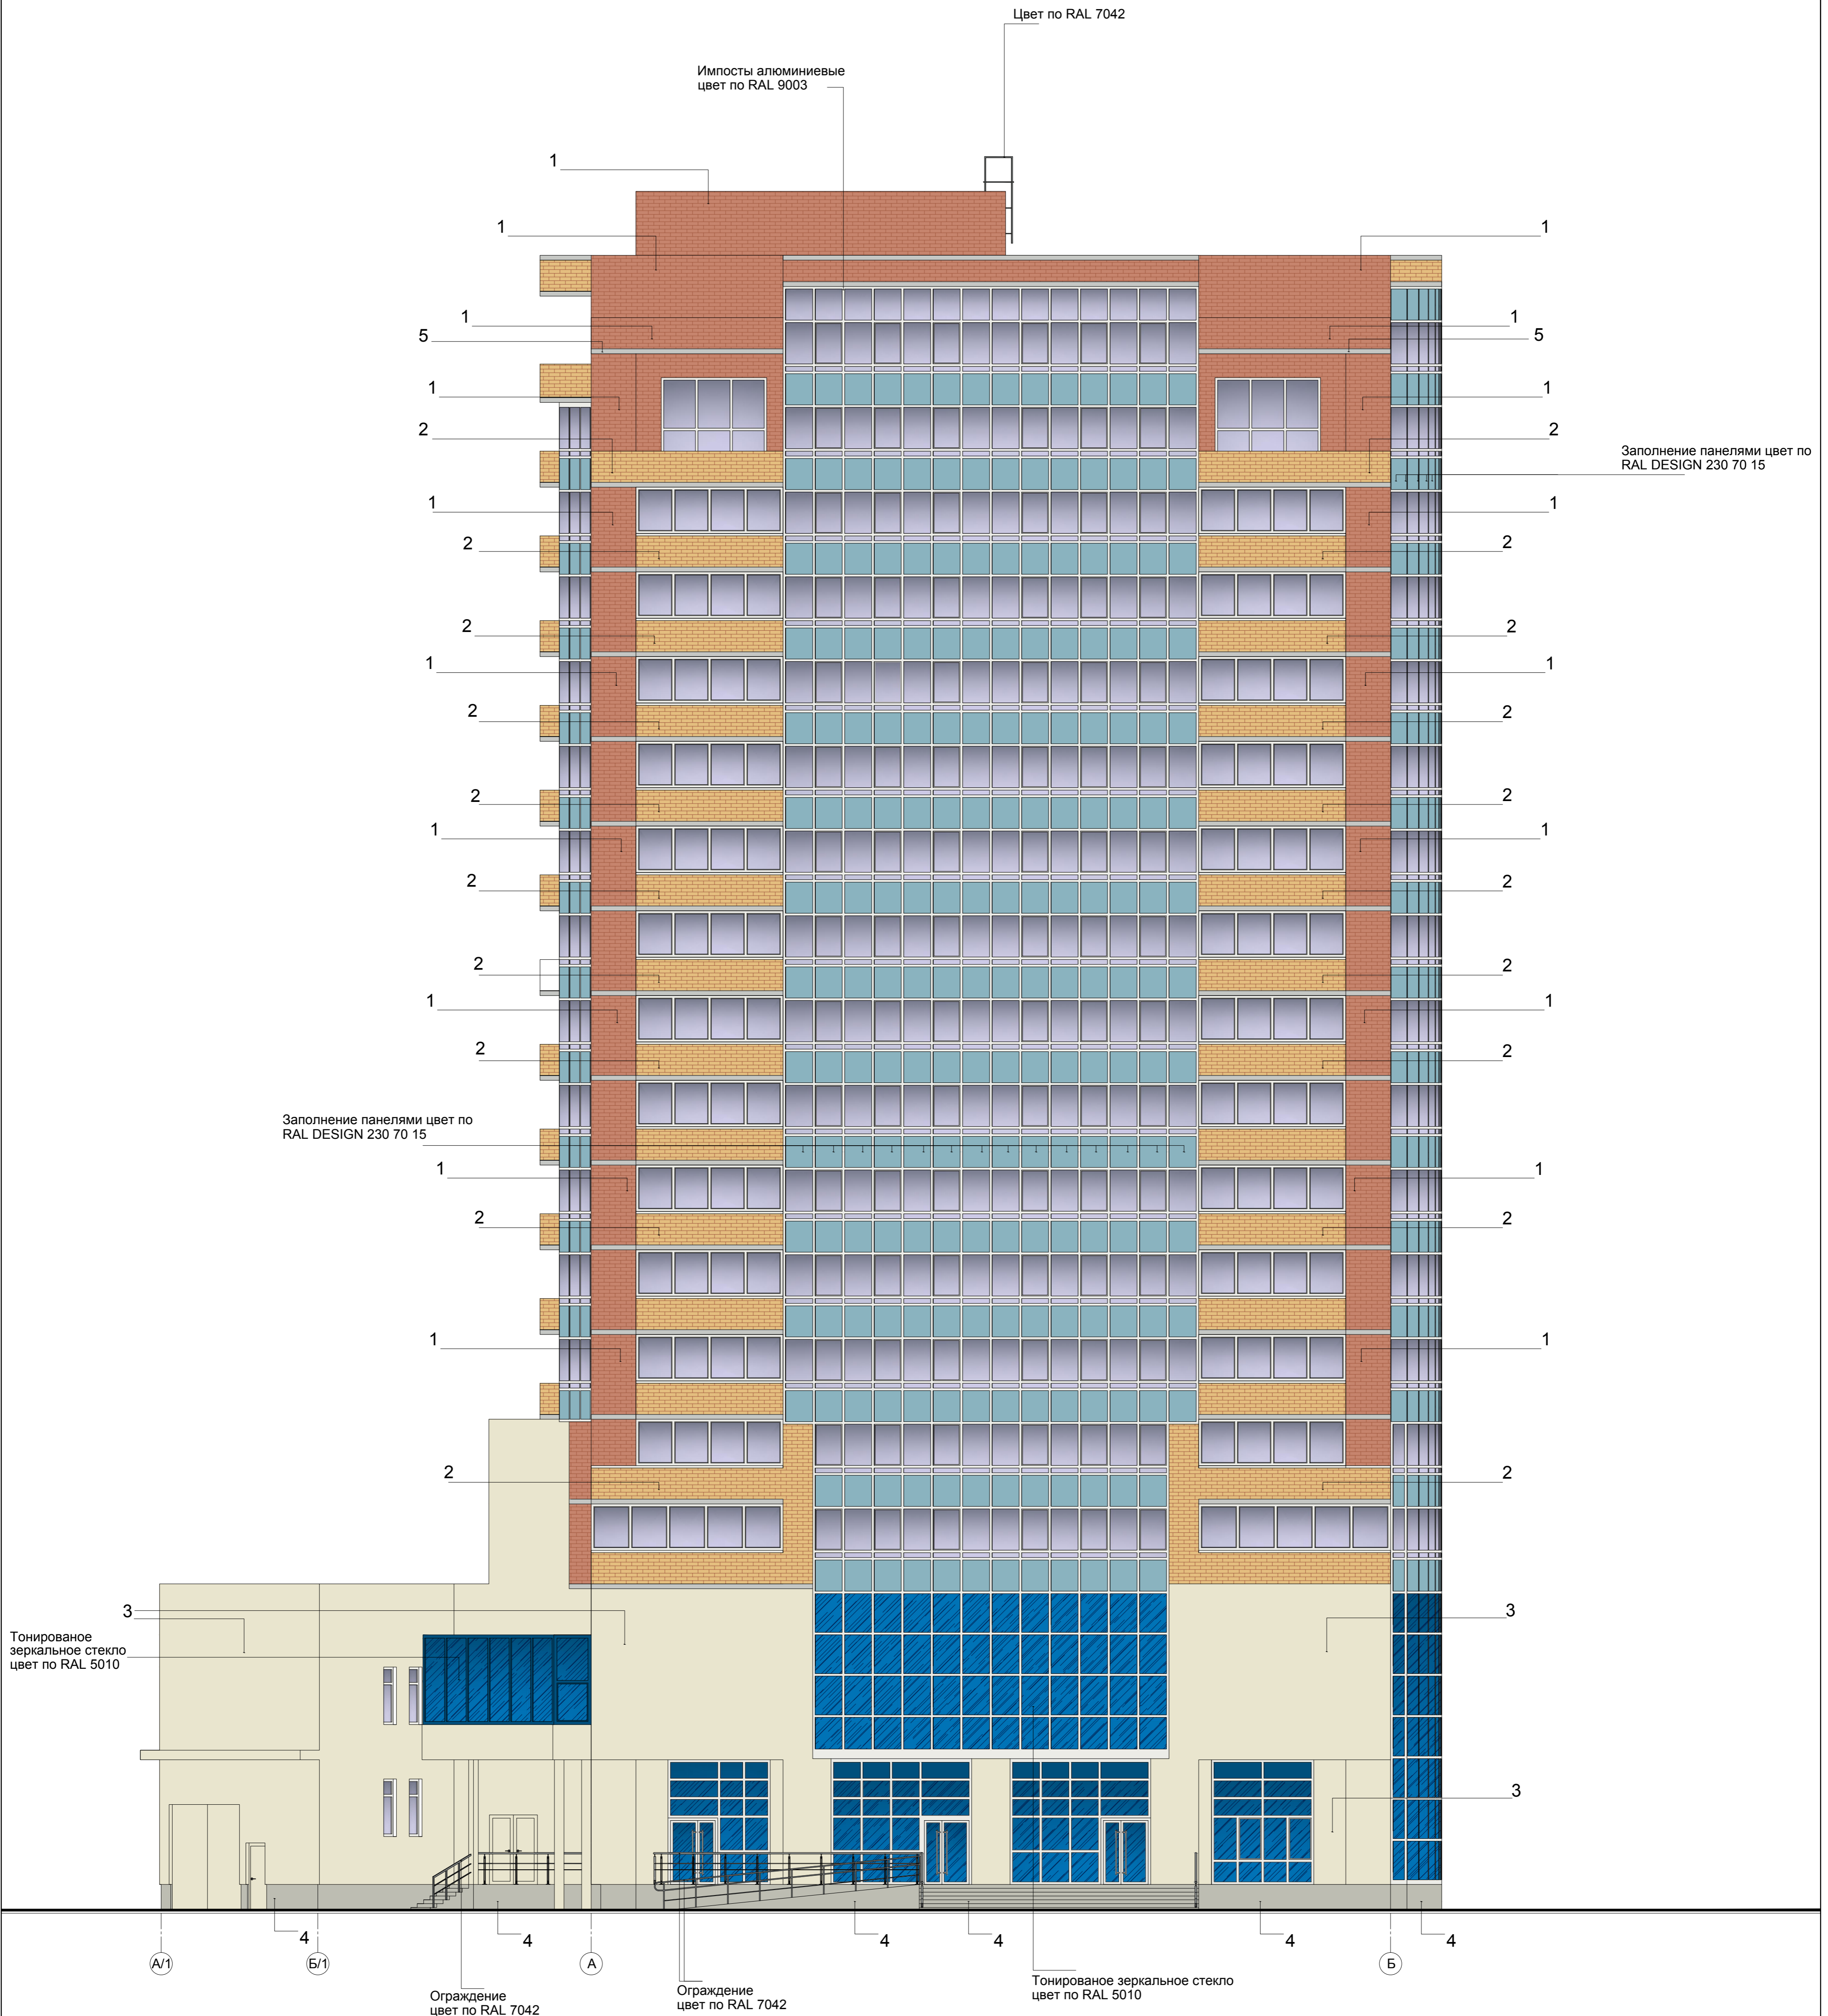 Цвет по RAL 7042
Импосты алюминиевые
цвет по RAL 9003
1
1
1
1
1
5
5
1
1
2
2
Заполнение панелями цвет по
RAL DESIGN 230 70 15
1
1
2
2
2
2
1
1
2
2
2
2
1
1
2
2
2
2
1
1
2
2
Заполнение панелями цвет по
RAL DESIGN 230 70 15
1
1
2
2
1
1
2
2
3
3
Тонированое
зеркальное стекло
цвет по RAL 5010
3
4
4
4
4
4
4
А/1
Б/1
А
Б
Ограждение
цвет по RAL 7042
Ограждение
цвет по RAL 7042
Тонированое зеркальное стекло
цвет по RAL 5010